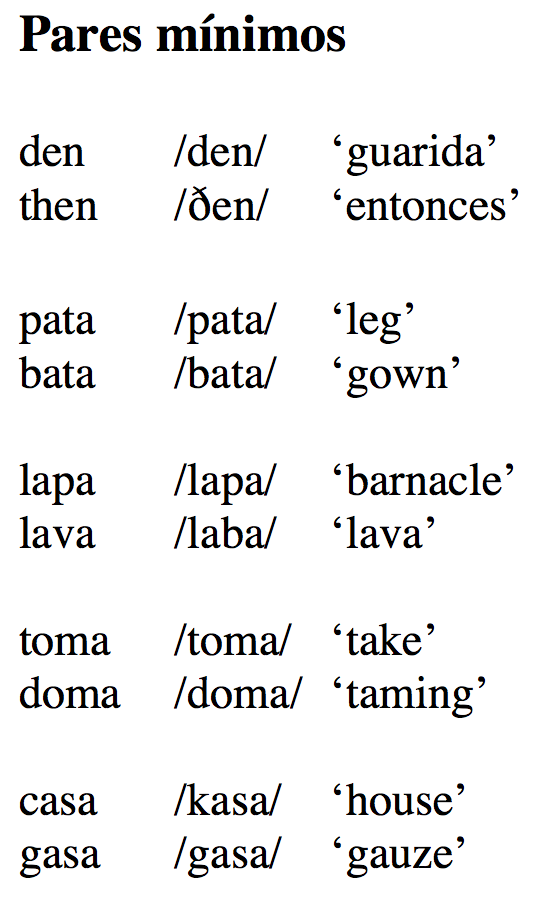 Pares mínimos
den /den/ ‘guarida’
then /ðen/ ‘entonces’
pata /pata/ ‘leg’
bata /bata/ ‘gown’
lapa /lapa/ ‘barnacle’
lava /laba/ ‘lava’
toma /toma/ ‘take’
doma /doma/ ‘taming’
casa /kasa/ ‘house’
gasa /gasa/ ‘gauze’